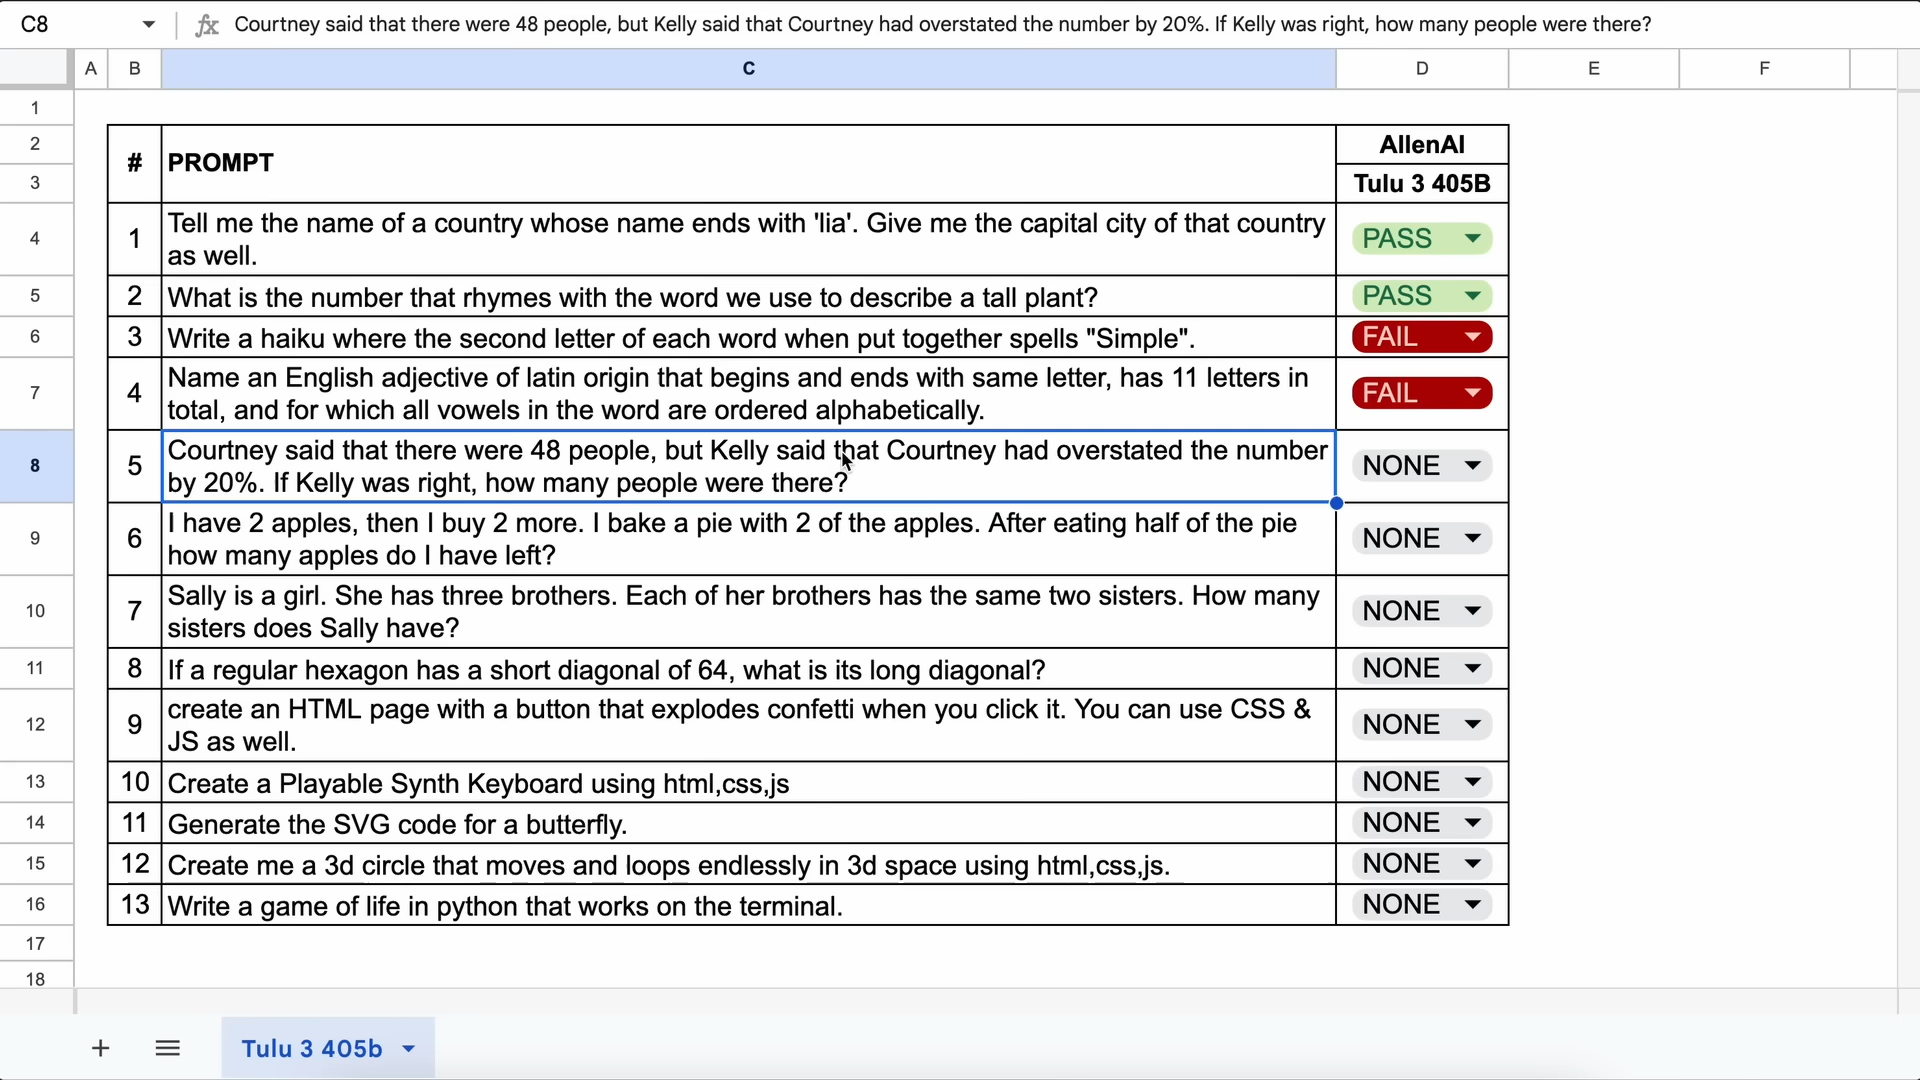 C8
fx Courtney said that there were 48 people, but Kelly said that Courtney had overstated the number by 20%. If Kelly was right, how many people were there?
A B C D E F
1
2 AllenAI
# PROMPT
3 Tulu 3 405B
4 1 Tell me the name of a country whose name ends with 'lia'. Give me the capital city of that country PASS
as well.
5 2 What is the number that rhymes with the word we use to describe a tall plant? PASS
6 3 Write a haiku where the second letter of each word when put together spells "Simple". FAIL
7 4 Name an English adjective of latin origin that begins and ends with same letter, has 11 letters in FAIL
total, and for which all vowels in the word are ordered alphabetically.
8 5 Courtney said that there were 48 people, but Kelly said that Courtney had overstated the number NONE
by 20%. If Kelly was right, how many people were there?
9 6 I have 2 apples, then I buy 2 more. I bake a pie with 2 of the apples. After eating half of the pie NONE
how many apples do I have left?
10 7 Sally is a girl. She has three brothers. Each of her brothers has the same two sisters. How many NONE
sisters does Sally have?
11 8 If a regular hexagon has a short diagonal of 64, what is its long diagonal? NONE
12 9 create an HTML page with a button that explodes confetti when you click it. You can use CSS & NONE
JS as well.
13 10 Create a Playable Synth Keyboard using html,css,js NONE
14 11 Generate the SVG code for a butterfly. NONE
15 12 Create me a 3d circle that moves and loops endlessly in 3d space using html,css,js. NONE
16 13 Write a game of life in python that works on the terminal. NONE
17
18
Tulu 3 405b